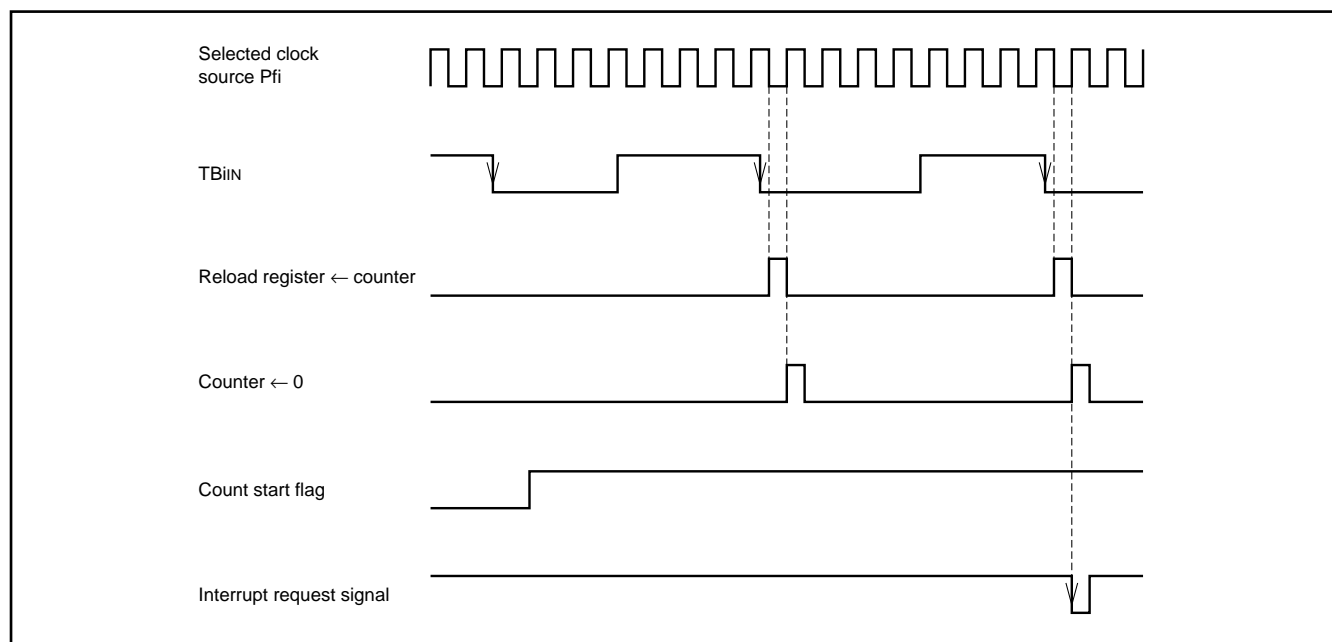 Selected clock
source Pfi
TBiIN
Reload register ← counter
Counter ← 0
Count start flag
Interrupt request signal